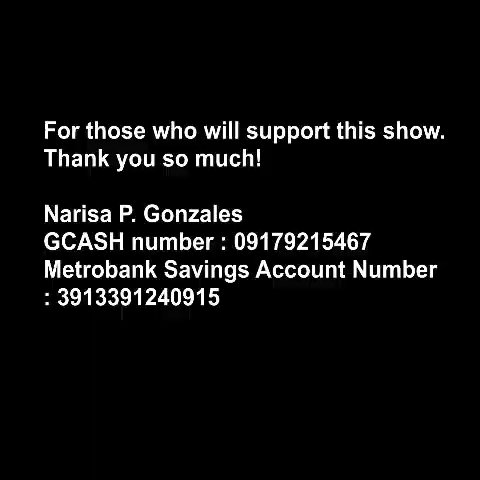 For those who will support this show.
Thank you so much!
Narisa P. Gonzales
GCASH number : 09179215467
Metrobank Savings Account Number
: 3913391240915